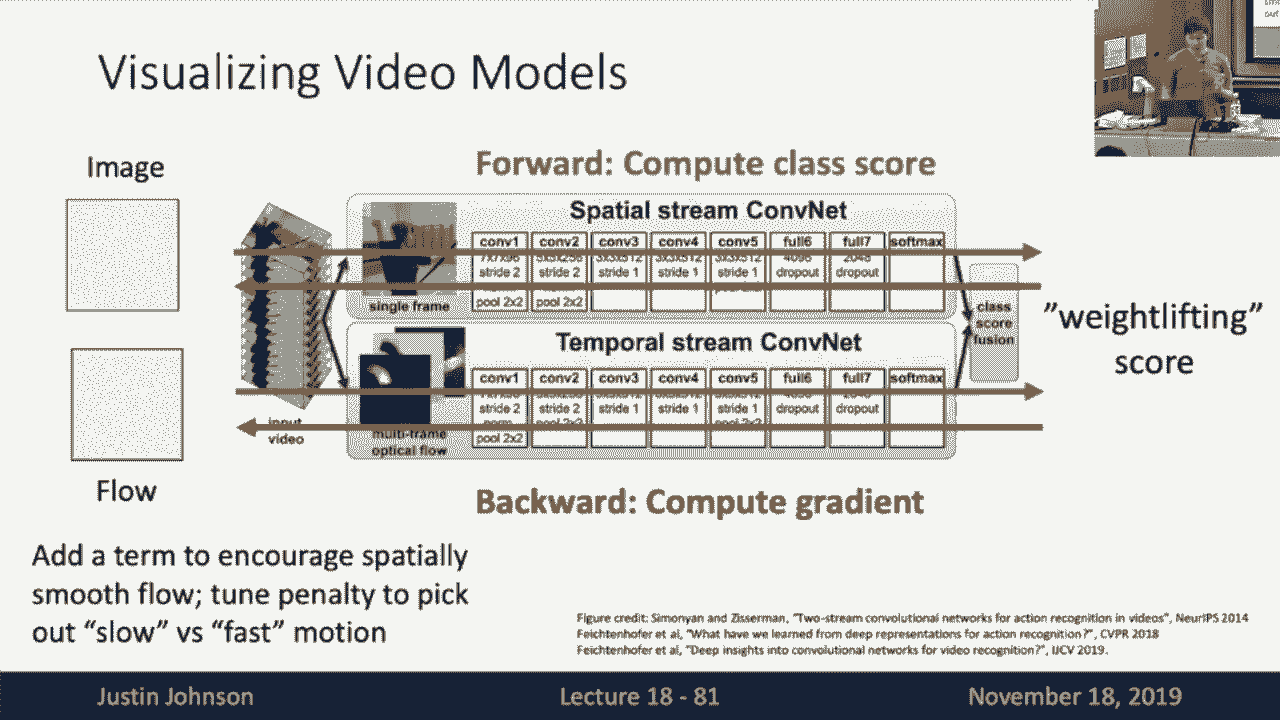 Visualizing Video Models
Image
Forward: Compute class score
Spatial stream ConvNet
single frame
conv1
7x7x96
stride 2
pool 2x2
conv2
5x5x256
stride 2
pool 2x2
conv3
3x3x512
stride 1
conv4
3x3x512
stride 1
conv5
3x3x512
stride 1
full6
4096
dropout
full7
2048
dropout
softmax
Temporal stream ConvNet
input
video
multi-frame
optical flow
conv1
stride 2
norm
pool 2x2
conv2
stride 2
pool 2x2
conv3
stride 1
conv4
stride 1
conv5
stride 1
pool 2x2
full6
dropout
full7
dropout
softmax
class
score
fusion
”weightlifting”
score
Flow
Backward: Compute gradient
Add a term to encourage spatially
smooth flow; tune penalty to pick
out “slow” vs “fast” motion
Figure credit: Simonyan and Zisserman, “Two-stream convolutional networks for action recognition in videos”, NeurIPS 2014
Feichtenhofer et al, “What have we learned from deep representations for action recognition?”, CVPR 2018
Feichtenhofer et al, “Deep insights into convolutional networks for video recognition?”, IJCV 2019.
Justin Johnson
Lecture 18 - 81
November 18, 2019